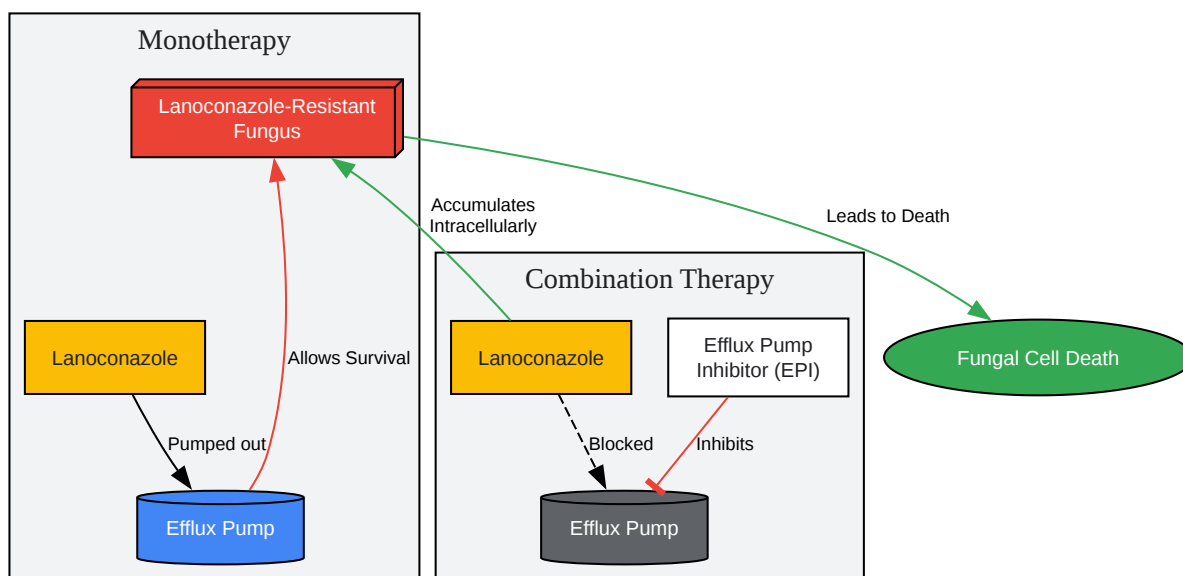 Monotherapy
Lanoconazole-Resistant
Fungus
Accumulates
Intracellularly
Leads to Death
Combination Therapy
Lanoconazole
Allows Survival
Lanoconazole
Efflux Pump
Inhibitor (EPI)
Fungal Cell Death
Pumped out
Blocked
Inhibits
Efflux Pump
Efflux Pump